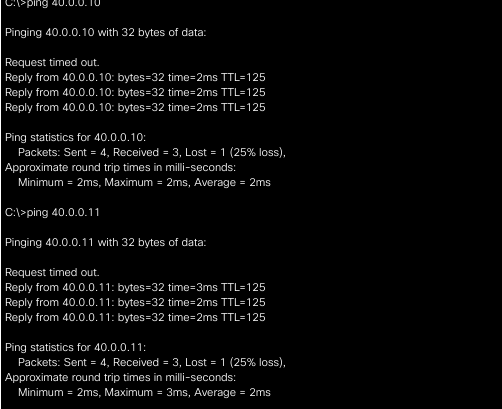 C:\>ping 40.0.0.10
Pinging 40.0.0.10 with 32 bytes of data:
Request timed out.
Reply from 40.0.0.10: bytes=32 time=2ms TTL=125
Reply from 40.0.0.10: bytes=32 time=2ms TTL=125
Reply from 40.0.0.10: bytes=32 time=2ms TTL=125
Ping statistics for 40.0.0.10:
Packets: Sent = 4, Received = 3, Lost = 1 (25% loss),
Approximate round trip times in milli-seconds:
Minimum = 2ms, Maximum = 2ms, Average = 2ms
C:\>ping 40.0.0.11
Pinging 40.0.0.11 with 32 bytes of data:
Request timed out.
Reply from 40.0.0.11: bytes=32 time=3ms TTL=125
Reply from 40.0.0.11: bytes=32 time=2ms TTL=125
Reply from 40.0.0.11: bytes=32 time=2ms TTL=125
Ping statistics for 40.0.0.11:
Packets: Sent = 4, Received = 3, Lost = 1 (25% loss),
Approximate round trip times in milli-seconds:
Minimum = 2ms, Maximum = 3ms, Average = 2ms